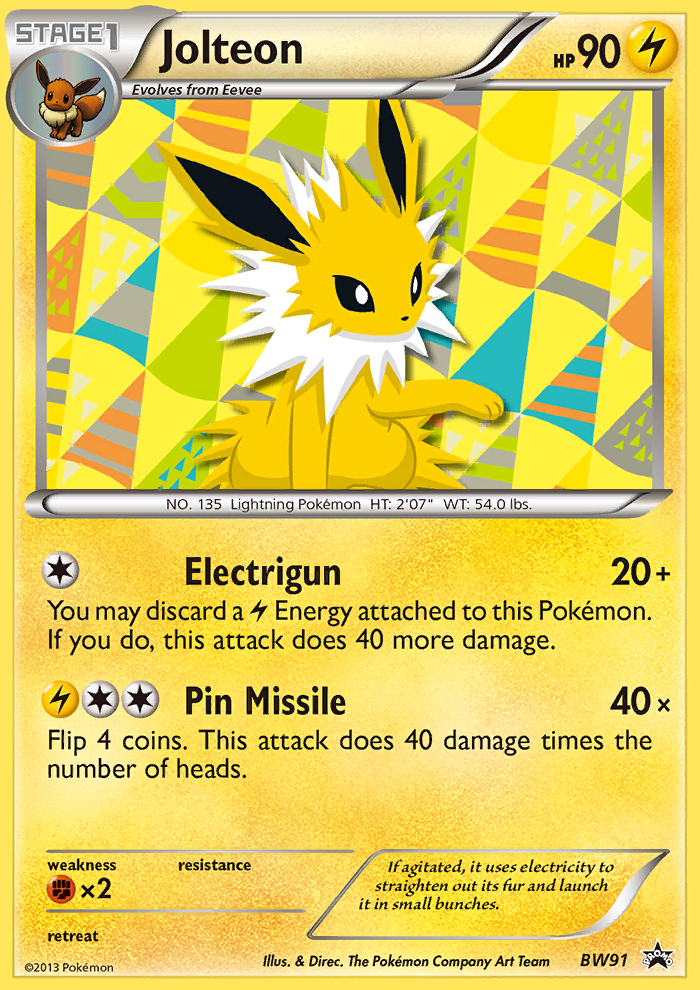 STAGE1
Jolteon
HP90
Evolves from Eevee
NO. 135 Lightning Pokémon HT: 2'07" WT: 54.0 lbs.
Electrigun 20+
You may discard a Energy attached to this Pokémon.
If you do, this attack does 40 more damage.
Pin Missile 40×
Flip 4 coins. This attack does 40 damage times the
number of heads.
weakness resistance
×2
If agitated, it uses electricity to
straighten out its fur and launch
it in small bunches.
retreat
©2013 Pokémon
Illus. & Direc. The Pokémon Company Art Team
BW91
PROMO